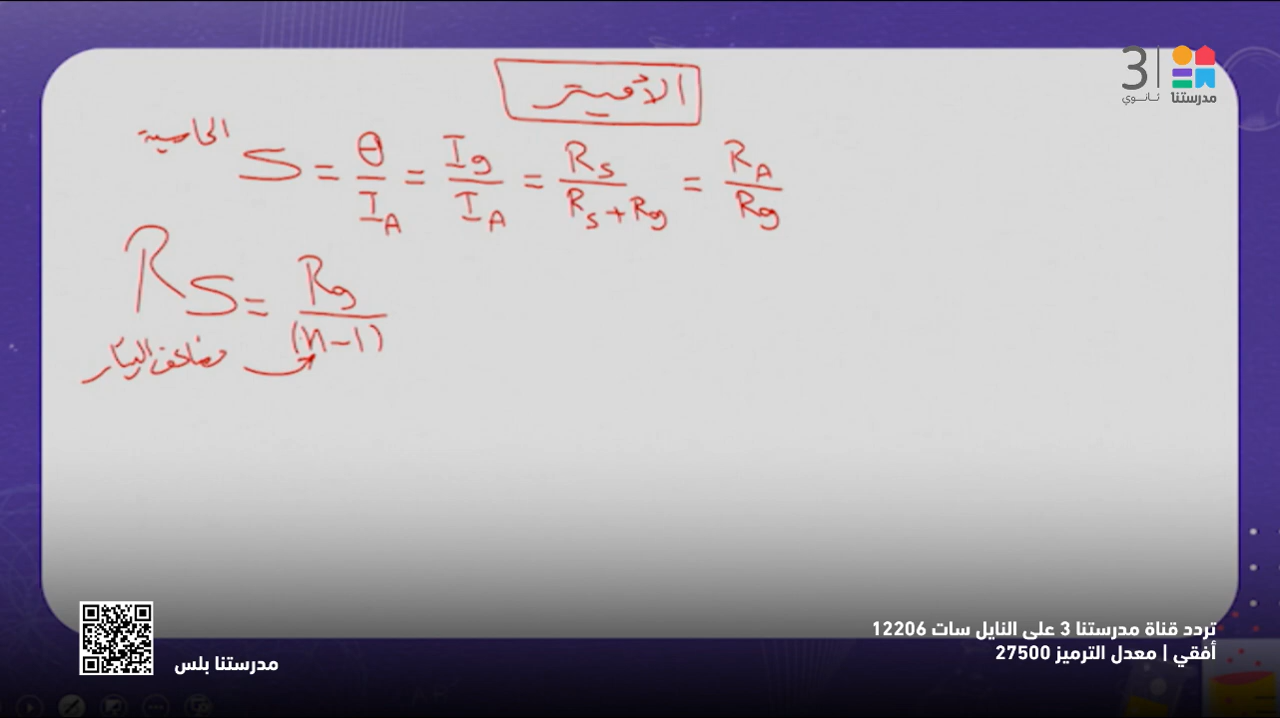 3 ثانوي
مدرستنا
الأميتر
الحاسية
S = θ/I_A = I_g/I_A = R_s/(R_s + R_g) = R_A/R_g
R_S = R_g/(n-1)
مضاعف التيار
تردد قناة مدرستنا 3 على النايل سات 12206
أفقي | معدل الترميز 27500
مدرستنا بلس